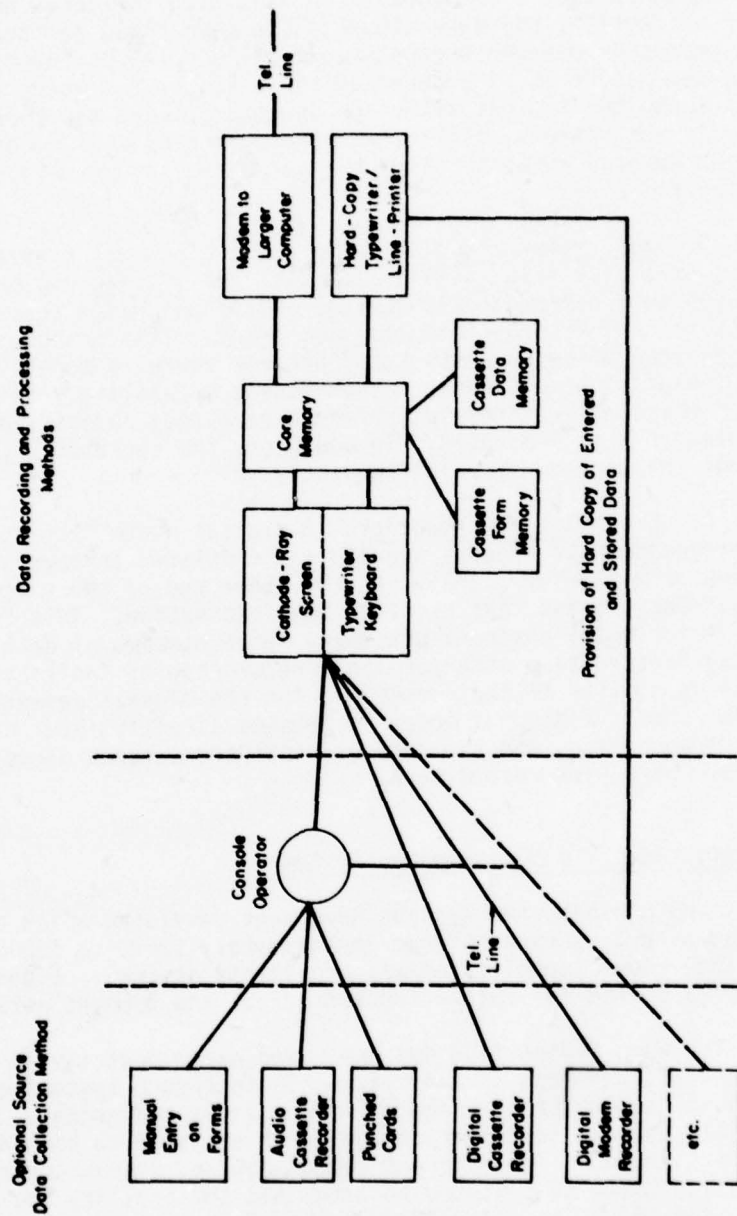 Optional Source
Data Collection Method
Manual
Entry
on
Forms
Audio
Cassette
Recorder
Punched
Cards
Digital
Cassette
Recorder
Digital
Modem
Recorder
etc.
Console
Operator
Tel.
Line
Data Recording and Processing
Methods
Cathode - Ray
Screen
Typewriter
Keyboard
Core
Memory
Modem to
Larger
Computer
Tel.
Line
Hard - Copy
Typewriter /
Line - Printer
Cassette
Form
Memory
Cassette
Data
Memory
Provision of Hard Copy of Entered
and Stored Data